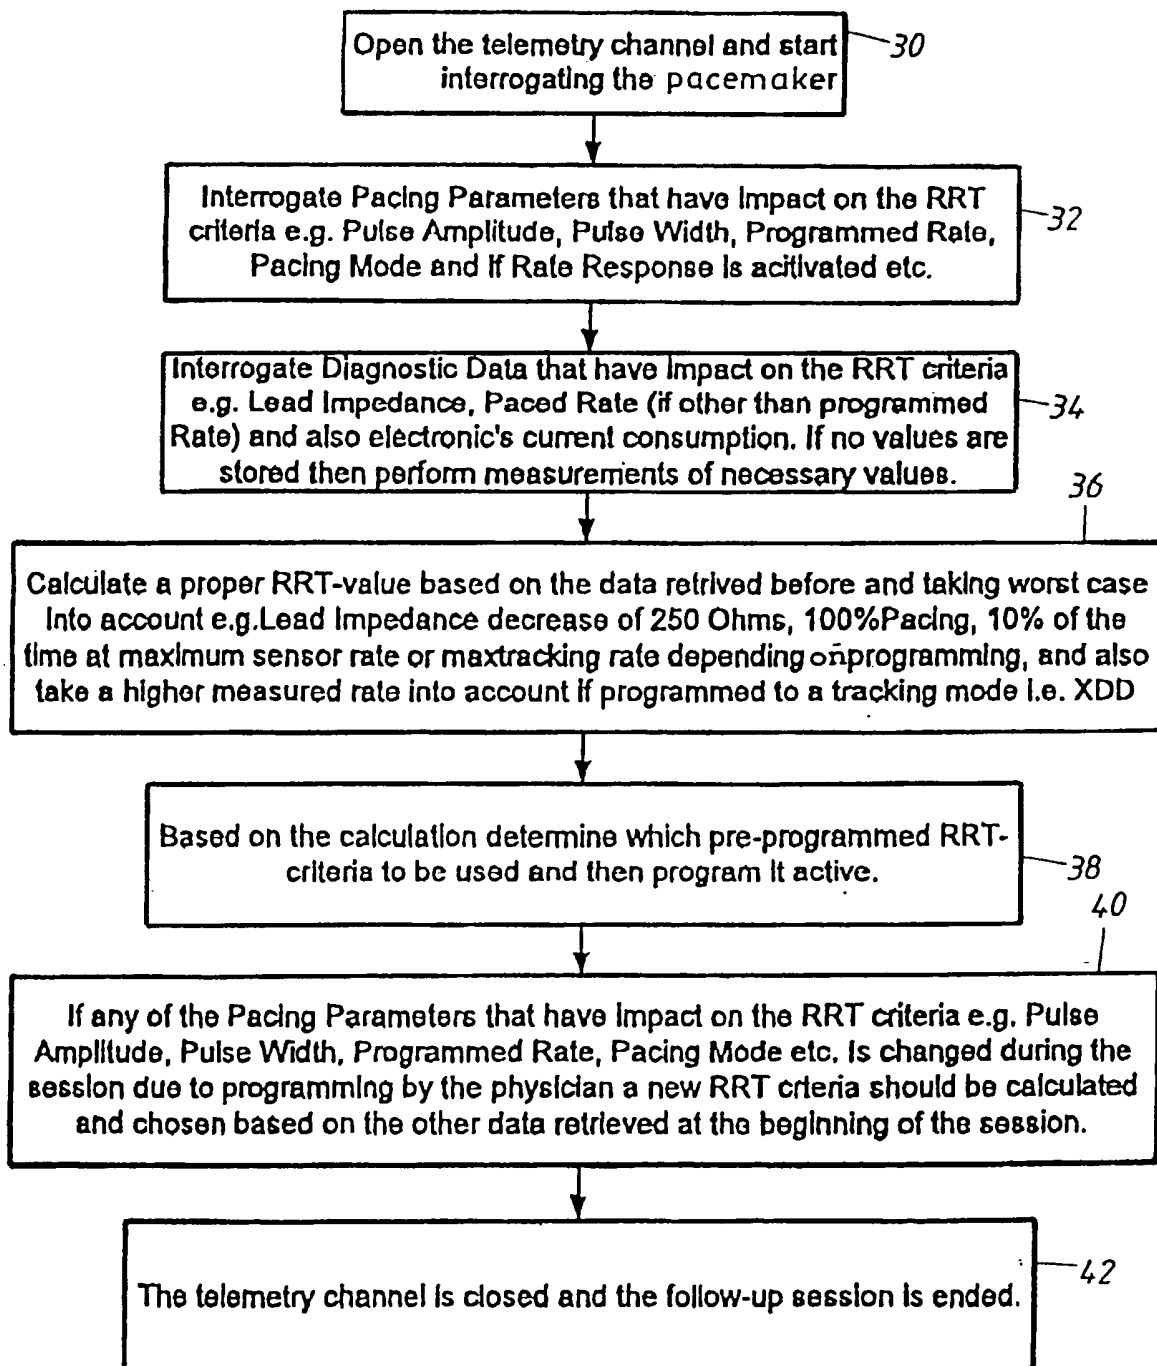 Open the telemetry channel and start
interrogating the pacemaker
30
Interrogate Pacing Parameters that have impact on the RRT
criteria e.g. Pulse Amplitude, Pulse Width, Programmed Rate,
Pacing Mode and if Rate Response is acitivated etc.
32
Interrogate Diagnostic Data that have impact on the RRT criteria
e.g. Lead Impedance, Paced Rate (if other than programmed
Rate) and also electronic's current consumption. If no values are
stored then perform measurements of necessary values.
34
36
Calculate a proper RRT-value based on the data retrived before and taking worst case
into account e.g.Lead Impedance decrease of 250 Ohms, 100%Pacing, 10% of the
time at maximum sensor rate or maxtracking rate depending onprogramming, and also
take a higher measured rate into account if programmed to a tracking mode i.e. XDD
Based on the calculation determine which pre-programmed RRT-
criteria to be used and then program it active.
38
40
If any of the Pacing Parameters that have impact on the RRT criteria e.g. Pulse
Amplitude, Pulse Width, Programmed Rate, Pacing Mode etc. is changed during the
session due to programming by the physician a new RRT crteria should be calculated
and chosen based on the other data retrieved at the beginning of the session.
The telemetry channel is closed and the follow-up session is ended.
42